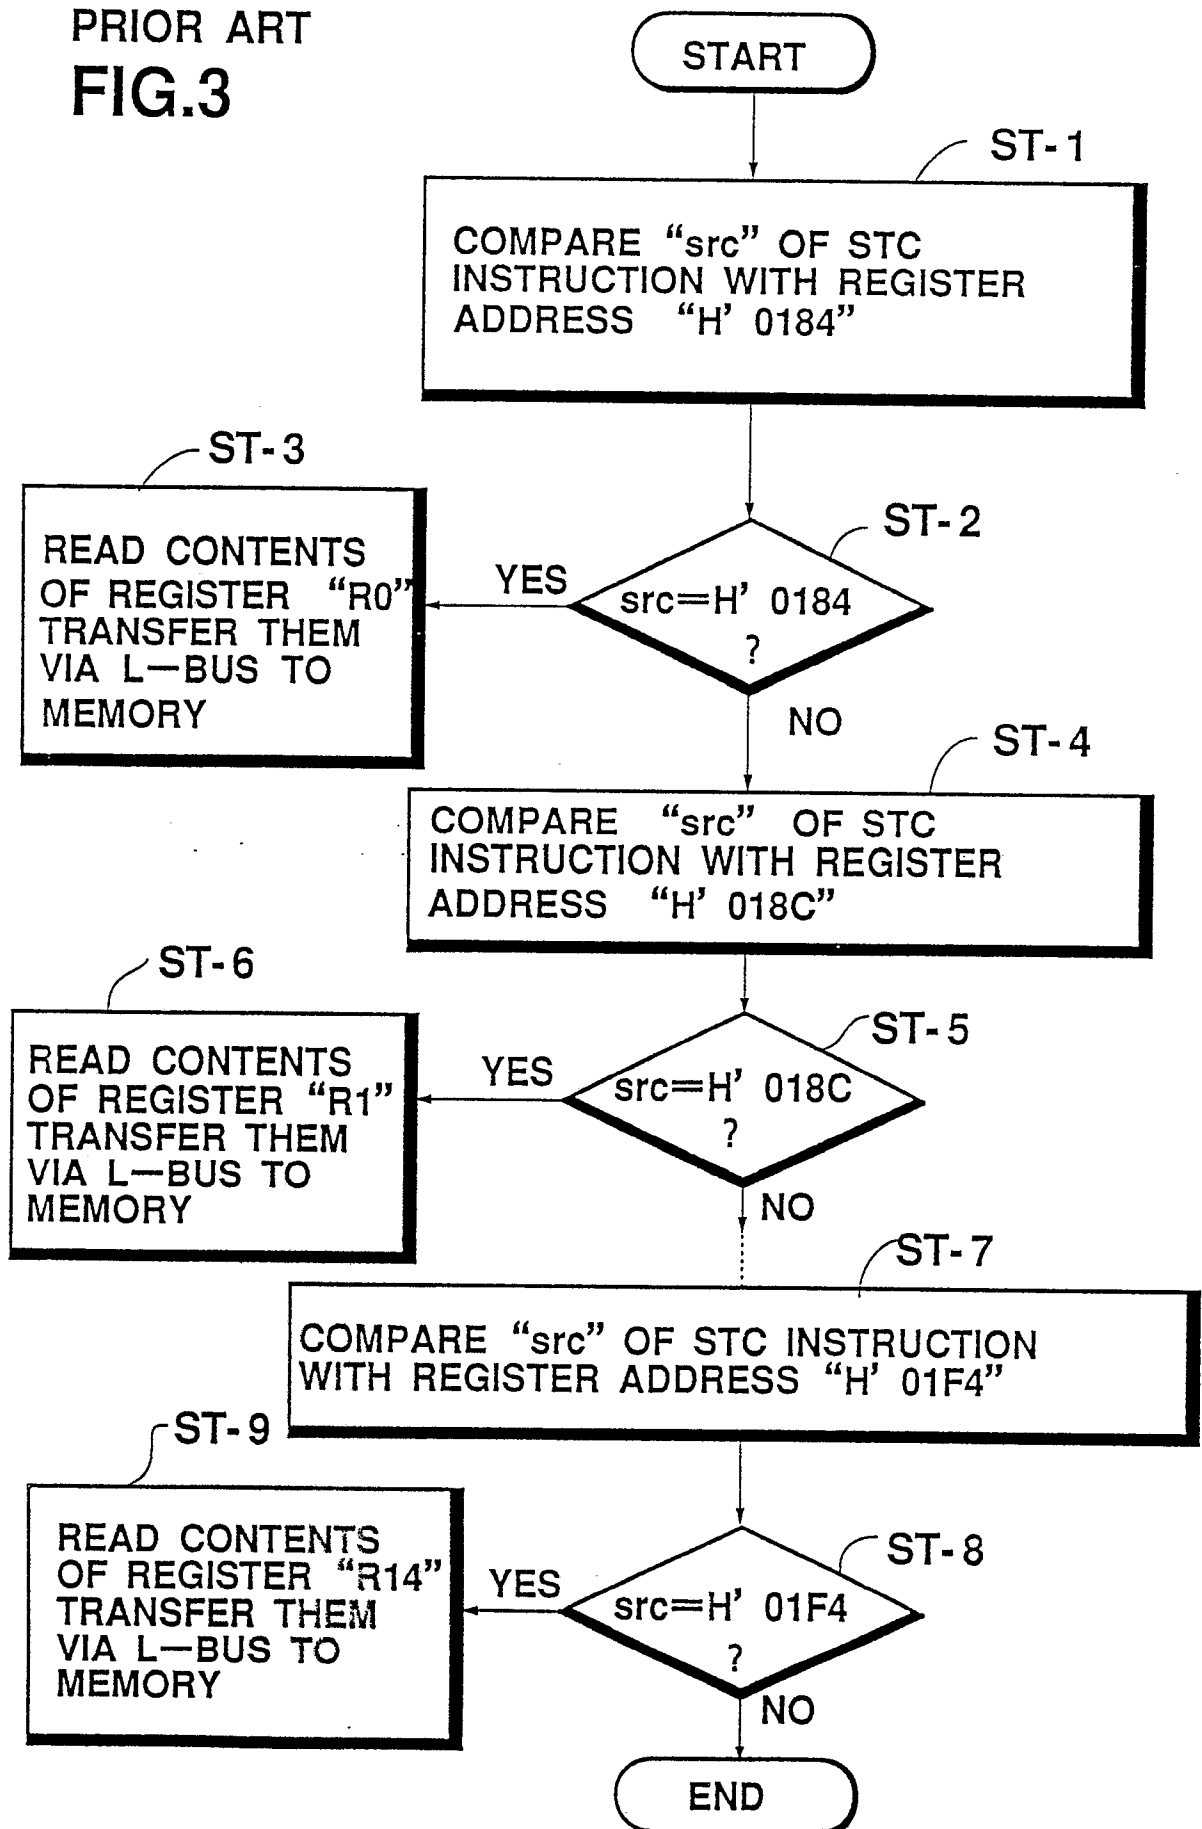 PRIOR ART
FIG.3
START
ST-1
COMPARE “src” OF STC
INSTRUCTION WITH REGISTER
ADDRESS “H' 0184”
ST-3
READ CONTENTS
OF REGISTER “R0”
TRANSFER THEM
VIA L—BUS TO
MEMORY
ST-2
YES
src=H' 0184
?
NO
ST-4
COMPARE “src” OF STC
INSTRUCTION WITH REGISTER
ADDRESS “H' 018C”
ST-6
READ CONTENTS
OF REGISTER “R1”
TRANSFER THEM
VIA L—BUS TO
MEMORY
ST-5
YES
src=H' 018C
?
NO
ST-7
COMPARE “src” OF STC INSTRUCTION
WITH REGISTER ADDRESS “H' 01F4”
ST-9
READ CONTENTS
OF REGISTER “R14”
TRANSFER THEM
VIA L—BUS TO
MEMORY
ST-8
YES
src=H' 01F4
?
NO
END